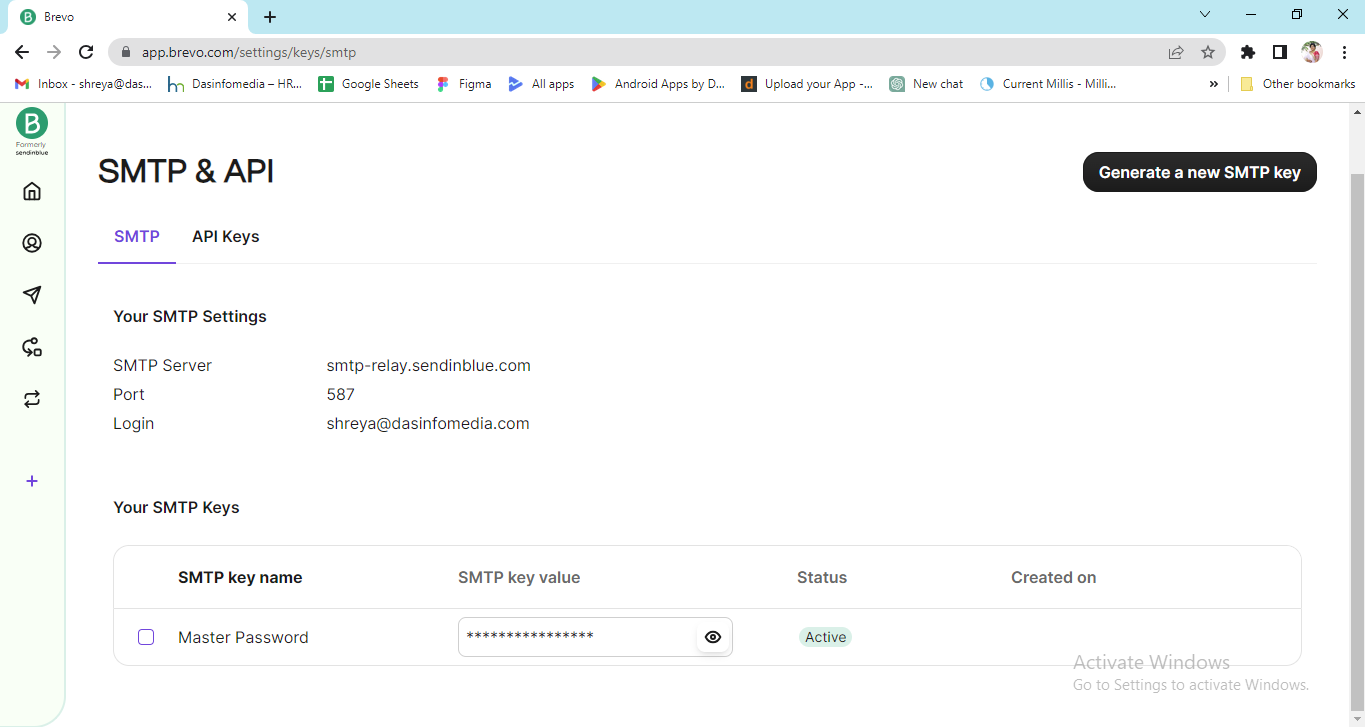 Brevo
app.brevo.com/settings/keys/smtp
Inbox - shreya@das... Dasinfomedia – HR... Google Sheets Figma All apps Android Apps by D... Upload your App -... New chat Current Millis - Milli... » Other bookmarks
B
Formerly
sendinblue
SMTP & API
Generate a new SMTP key
SMTP API Keys
Your SMTP Settings
SMTP Server smtp-relay.sendinblue.com
Port 587
Login shreya@dasinfomedia.com
Your SMTP Keys
SMTP key name SMTP key value Status Created on
Master Password **************** Active
Activate Windows
Go to Settings to activate Windows.